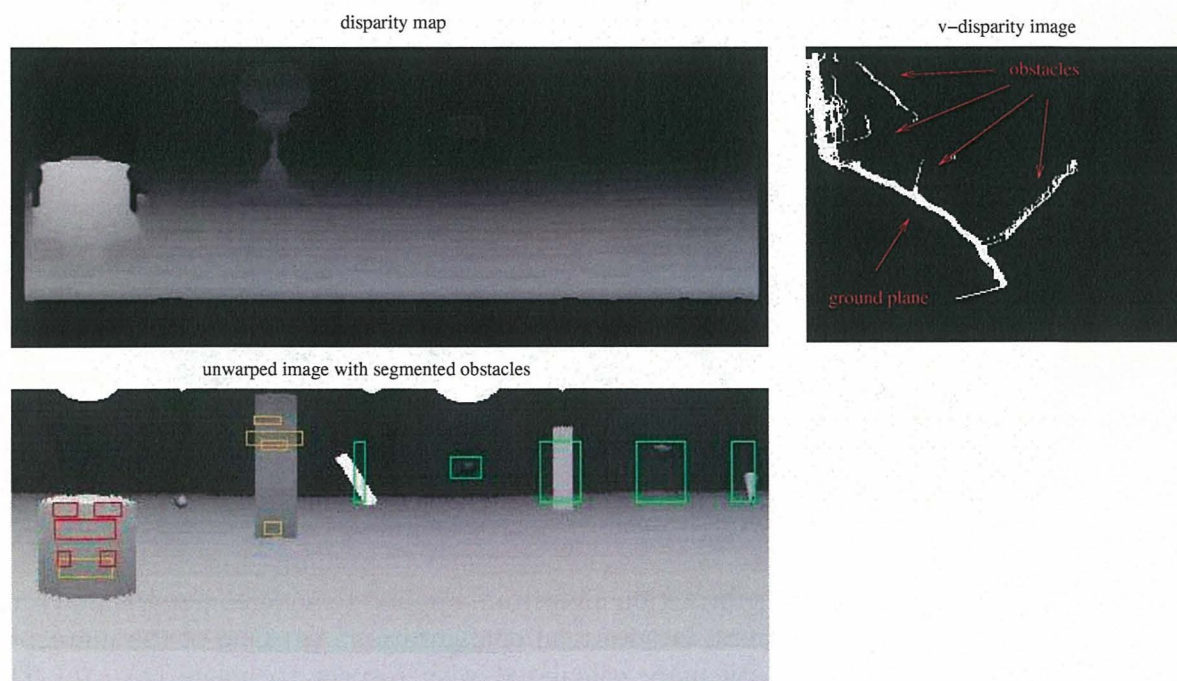 disparity map
v–disparity image
obstacles
ground plane
unwarped image with segmented obstacles